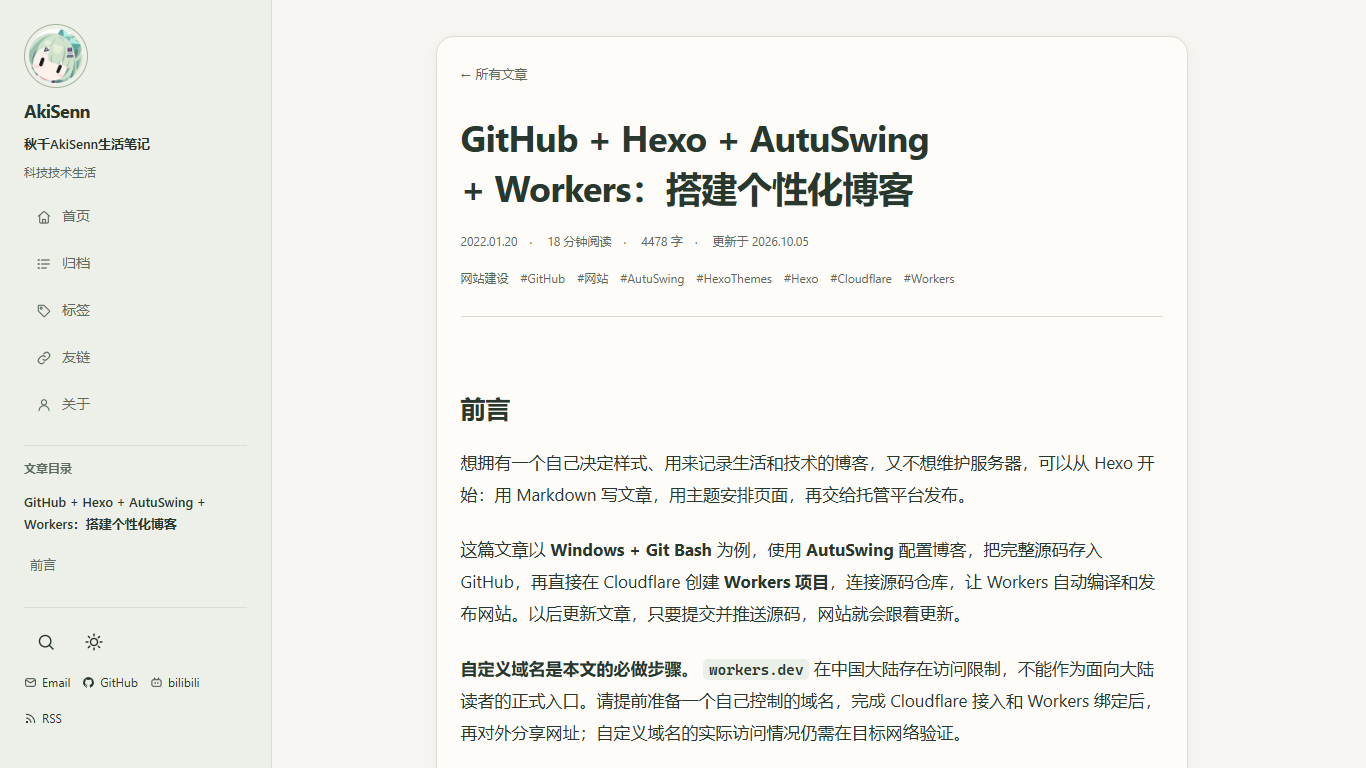 AkiSenn
秋千AkiSenn生活笔记
科技技术生活
首页
归档
标签
友链
关于
文章目录
GitHub + Hexo + AutuSwing +
Workers：搭建个性化博客
前言
Email GitHub bilibili
RSS
← 所有文章
GitHub + Hexo + AutuSwing
+ Workers：搭建个性化博客
2022.01.20 · 18 分钟阅读 · 4478 字 · 更新于 2026.10.05
网站建设 #GitHub #网站 #AutuSwing #HexoThemes #Hexo #Cloudflare #Workers
前言
想拥有一个自己决定样式、用来记录生活和技术的博客，又不想维护服务器，可以从 Hexo 开
始：用 Markdown 写文章，用主题安排页面，再交给托管平台发布。
这篇文章以 Windows + Git Bash 为例，使用 AutuSwing 配置博客，把完整源码存入
GitHub，再直接在 Cloudflare 创建 Workers 项目，连接源码仓库，让 Workers 自动编译和发
布网站。以后更新文章，只要提交并推送源码，网站就会跟着更新。
自定义域名是本文的必做步骤。 workers.dev 在中国大陆存在访问限制，不能作为面向大陆
读者的正式入口。请提前准备一个自己控制的域名，完成 Cloudflare 接入和 Workers 绑定后，
再对外分享网址；自定义域名的实际访问情况仍需在目标网络验证。